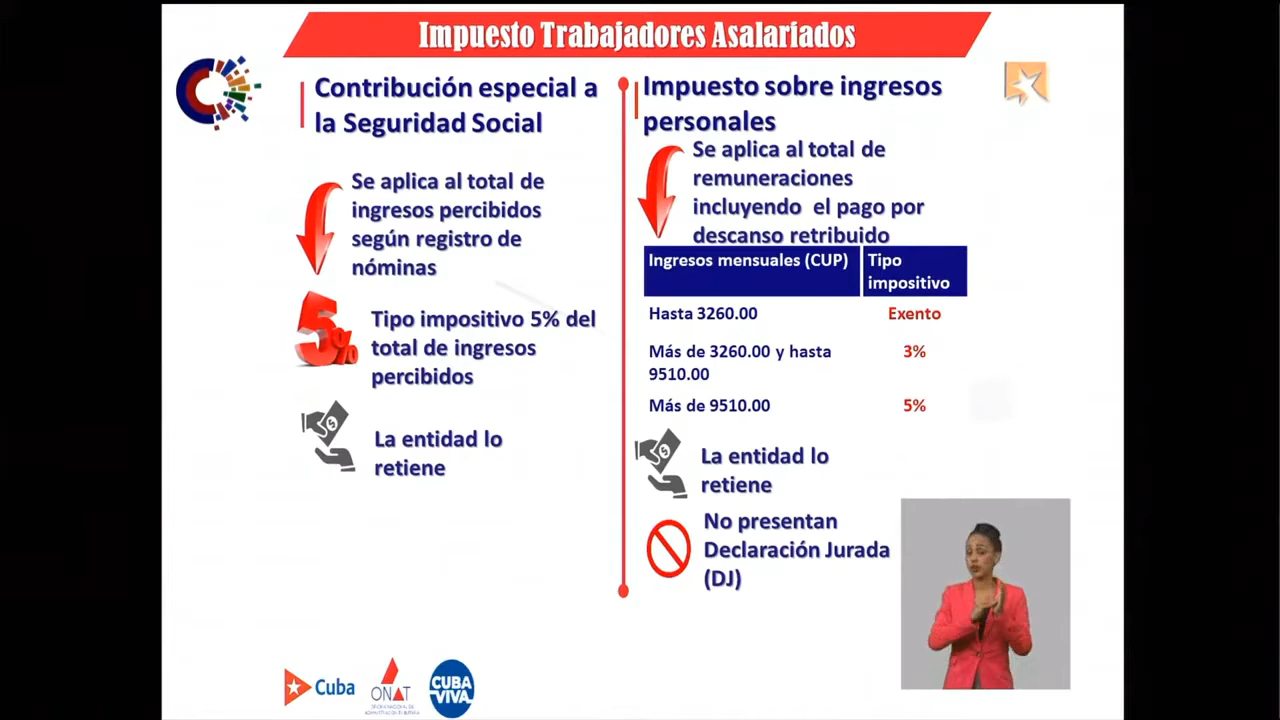 Impuesto Trabajadores Asalariados
Contribución especial a
la Seguridad Social
Se aplica al total de
ingresos percibidos
según registro de
nóminas
5%
Tipo impositivo 5% del
total de ingresos
percibidos
La entidad lo
retiene
Impuesto sobre ingresos
personales
Se aplica al total de
remuneraciones
incluyendo el pago por
descanso retribuido
Ingresos mensuales (CUP) Tipo
impositivo
Hasta 3260.00 Exento
Más de 3260.00 y hasta 3%
9510.00
Más de 9510.00 5%
La entidad lo
retiene
No presentan
Declaración Jurada
(DJ)
Cuba
ONAT
CUBA
VIVA